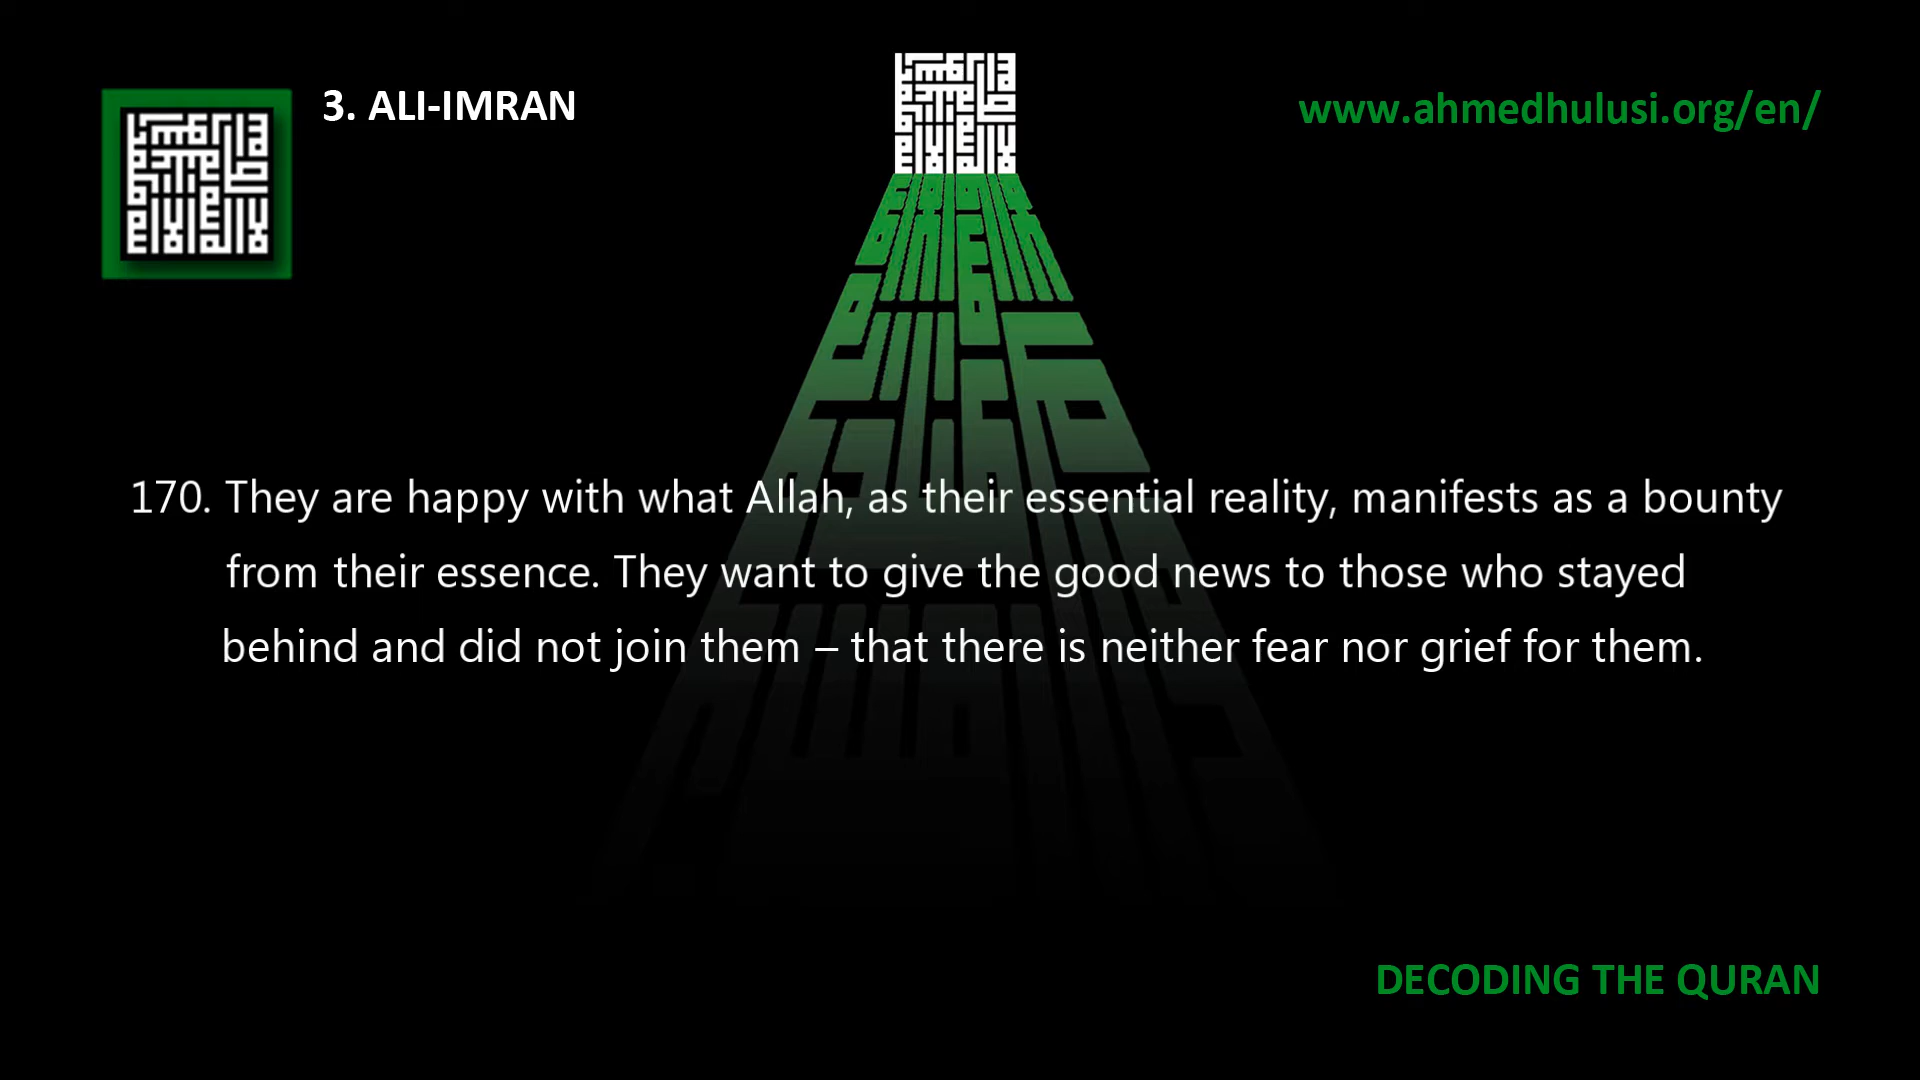 3. ALI-IMRAN
www.ahmedhulusi.org/en/
170. They are happy with what Allah, as their essential reality, manifests as a bounty
from their essence. They want to give the good news to those who stayed
behind and did not join them – that there is neither fear nor grief for them.
DECODING THE QURAN